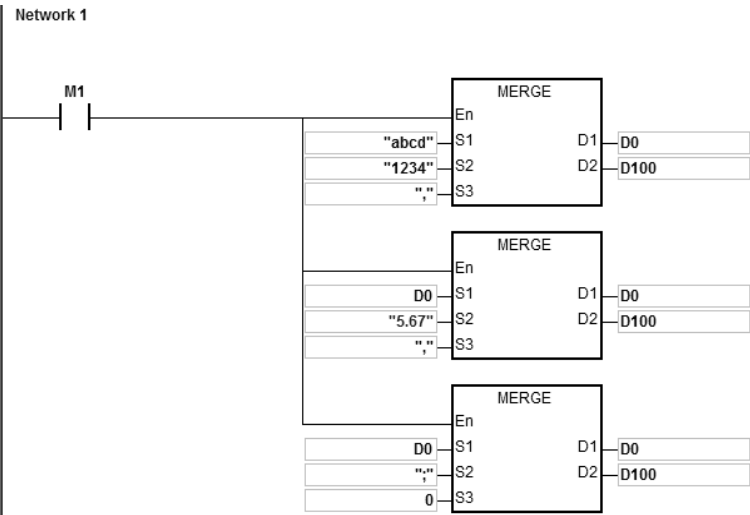 Network 1
M1
MERGE
En
"abcd" S1 D1 D0
"1234" S2 D2 D100
"," S3
MERGE
En
D0 S1 D1 D0
"5.67" S2 D2 D100
"," S3
MERGE
En
D0 S1 D1 D0
";" S2 D2 D100
0 S3